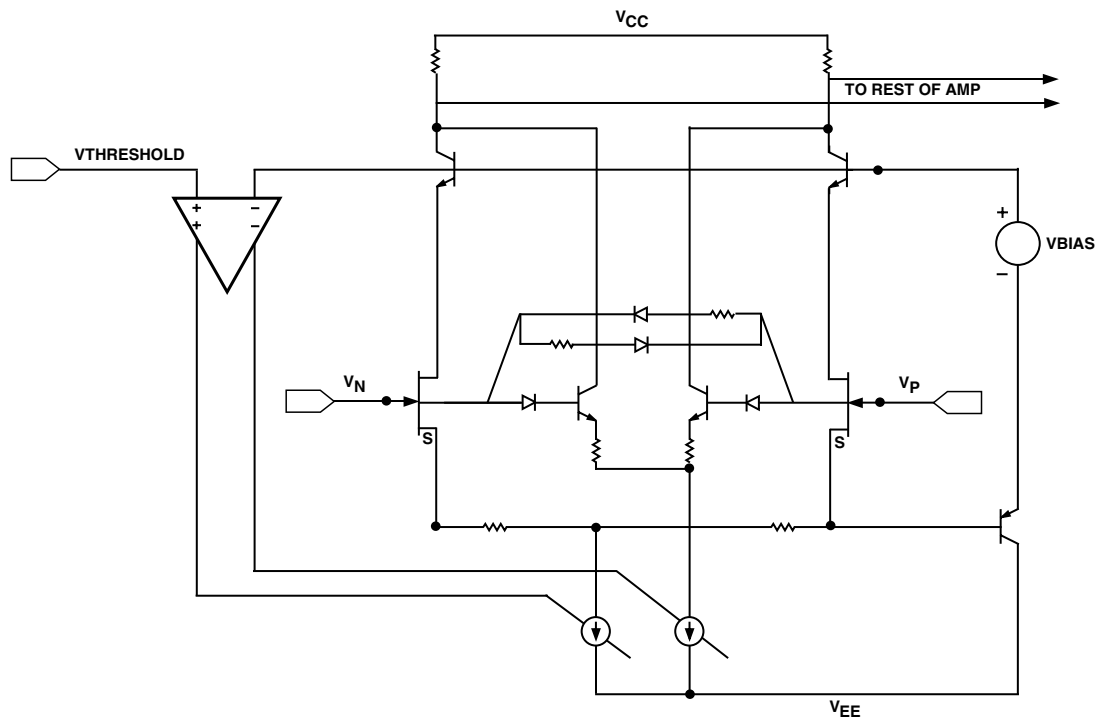 VCC
TO REST OF AMP
VTHRESHOLD
+ −
+ −
+
VBIAS
−
VN
VP
S
S
VEE